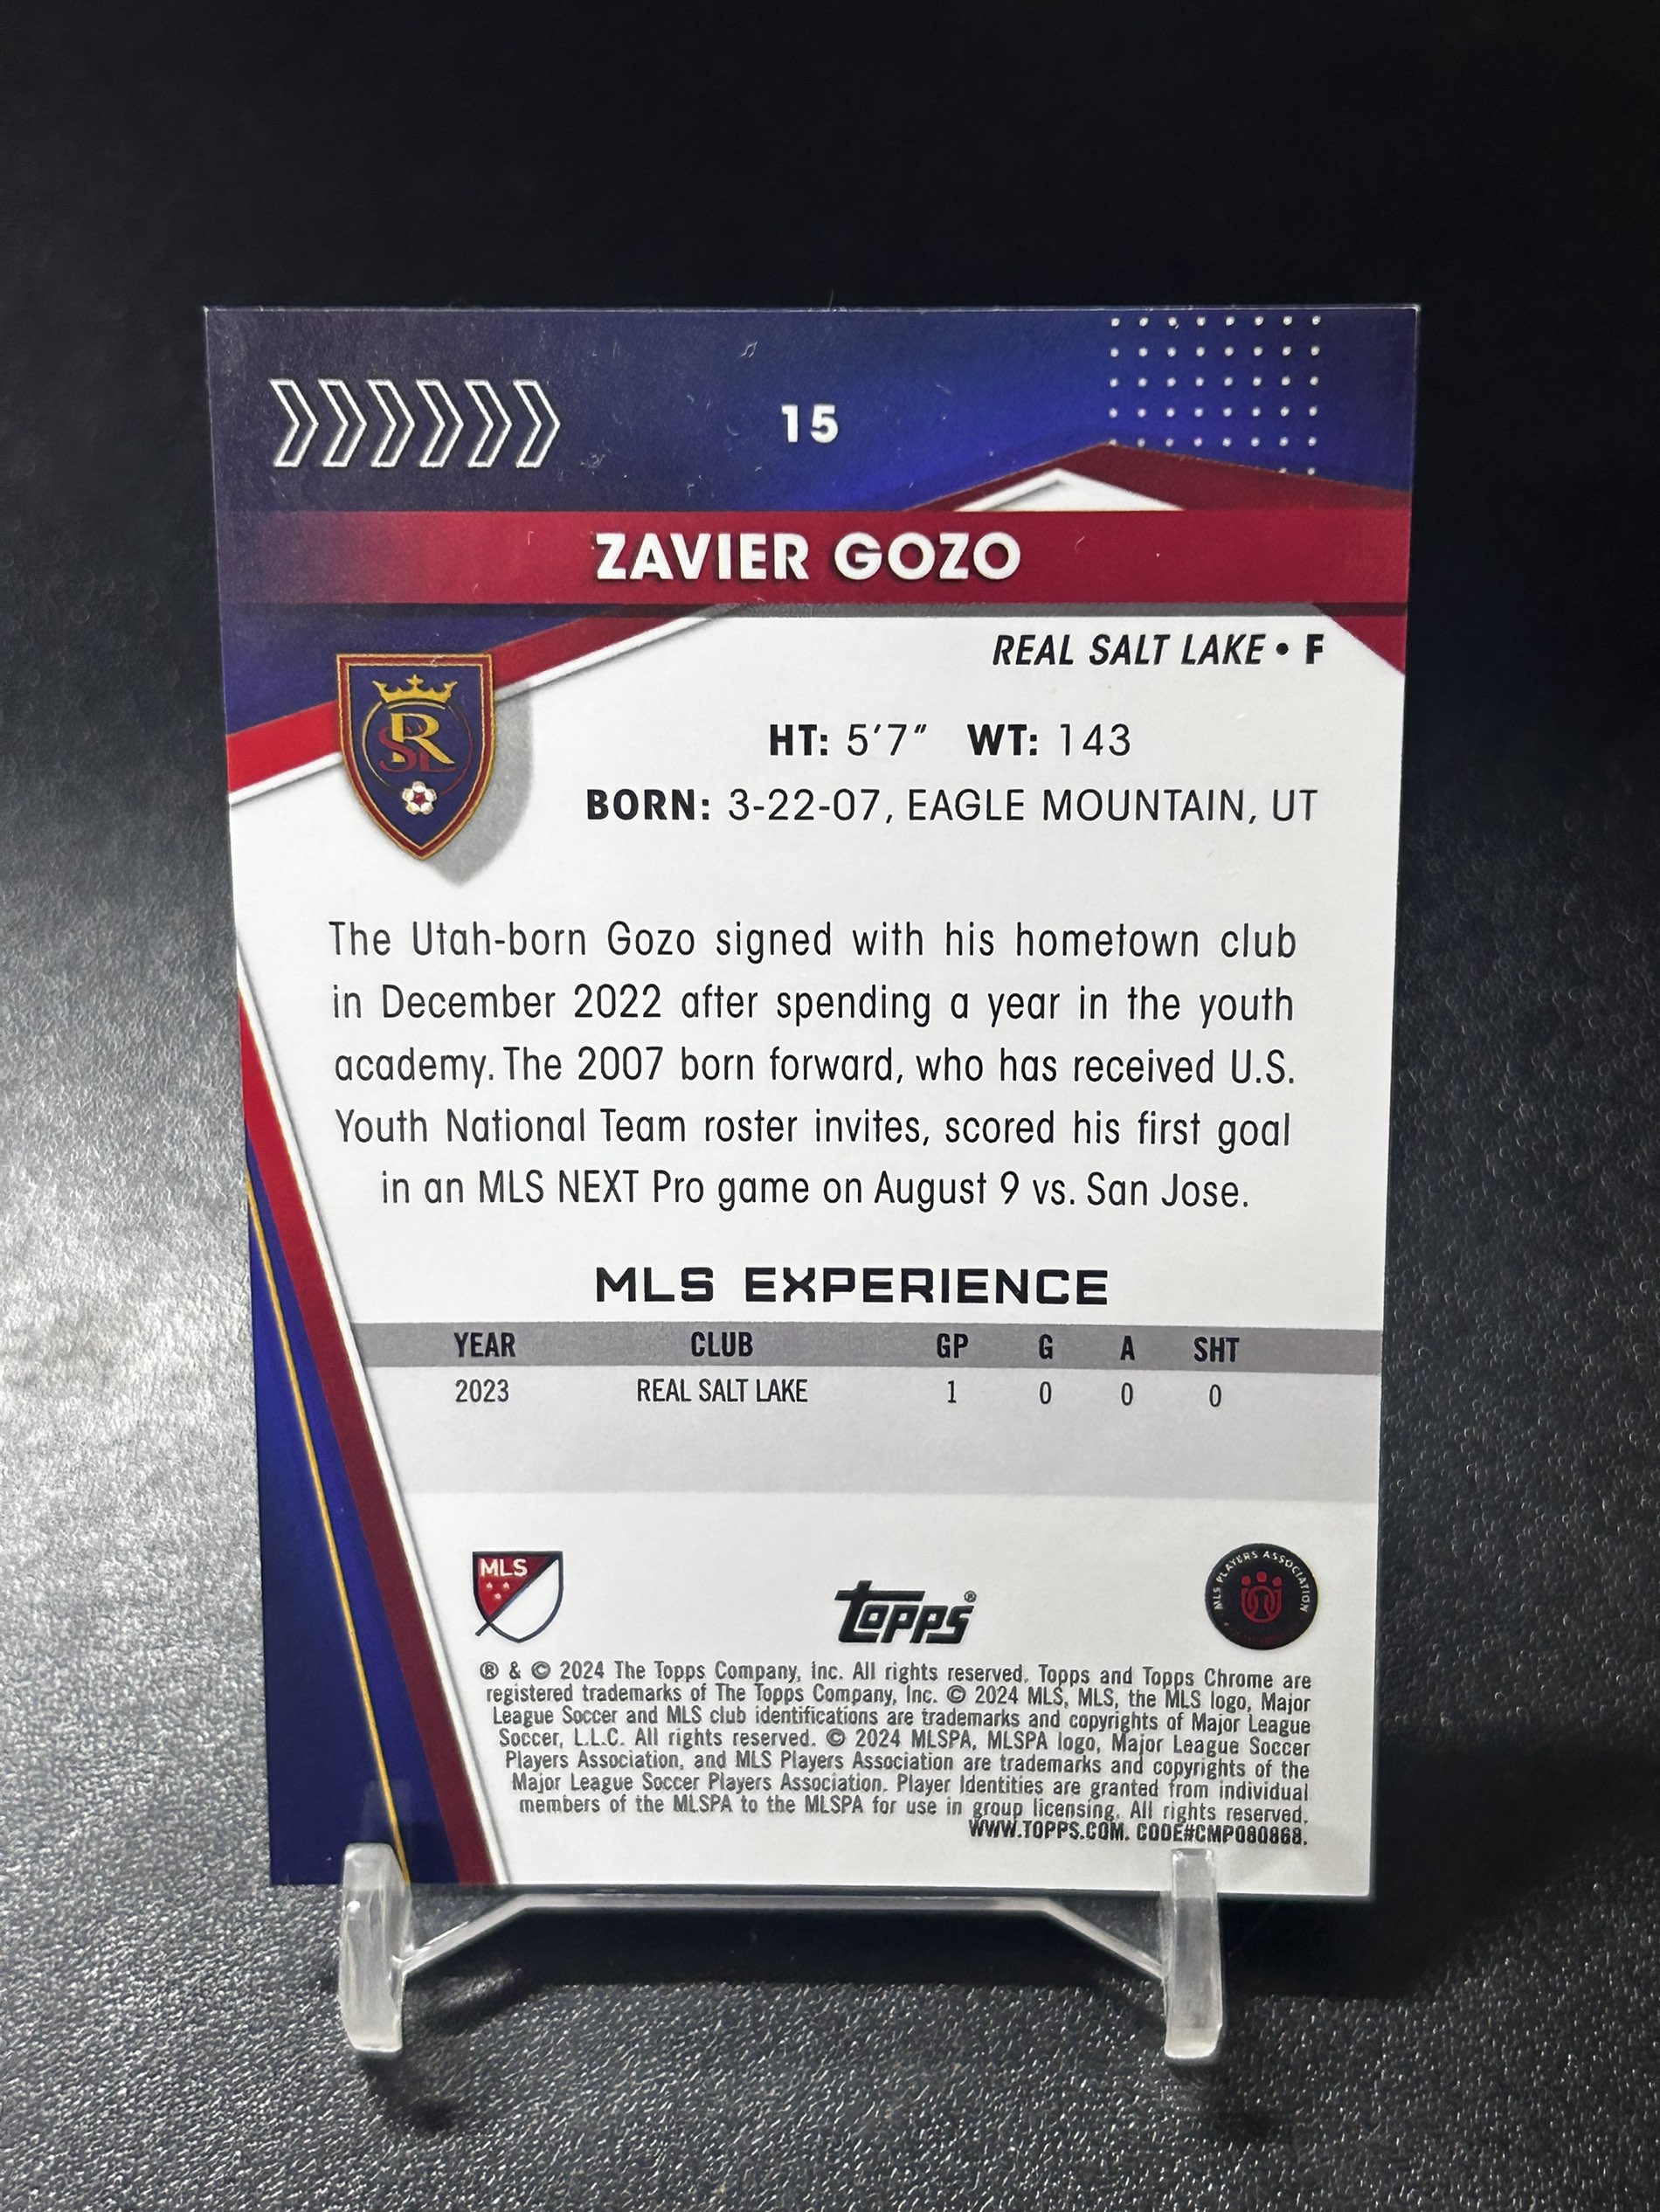 15
ZAVIER GOZO
REAL SALT LAKE • F
RSL
HT: 5'7" WT: 143
BORN: 3-22-07, EAGLE MOUNTAIN, UT
The Utah-born Gozo signed with his hometown club
in December 2022 after spending a year in the youth
academy. The 2007 born forward, who has received U.S.
Youth National Team roster invites, scored his first goal
in an MLS NEXT Pro game on August 9 vs. San Jose.
MLS EXPERIENCE
YEAR CLUB GP G A SHT
2023 REAL SALT LAKE 1 0 0 0
MLS
topps®
MLS PLAYERS ASSOCIATION
® & © 2024 The Topps Company, Inc. All rights reserved. Topps and Topps Chrome are
registered trademarks of The Topps Company, Inc. © 2024 MLS, MLS, the MLS logo, Major
League Soccer and MLS club identifications are trademarks and copyrights of Major League
Soccer, L.L.C. All rights reserved. © 2024 MLSPA, MLSPA logo, Major League Soccer
Players Association, and MLS Players Association are trademarks and copyrights of the
Major League Soccer Players Association. Player Identities are granted from individual
members of the MLSPA to the MLSPA for use in group licensing. All rights reserved.
WWW.TOPPS.COM. CODE#CMP080868.